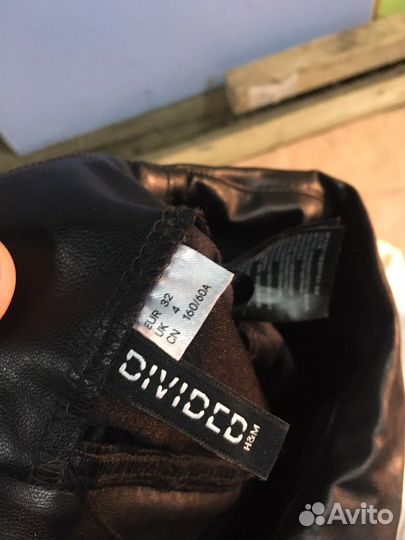 EUR 32
UK 4
CN 160/60A
DIVIDED
H&M
Avito